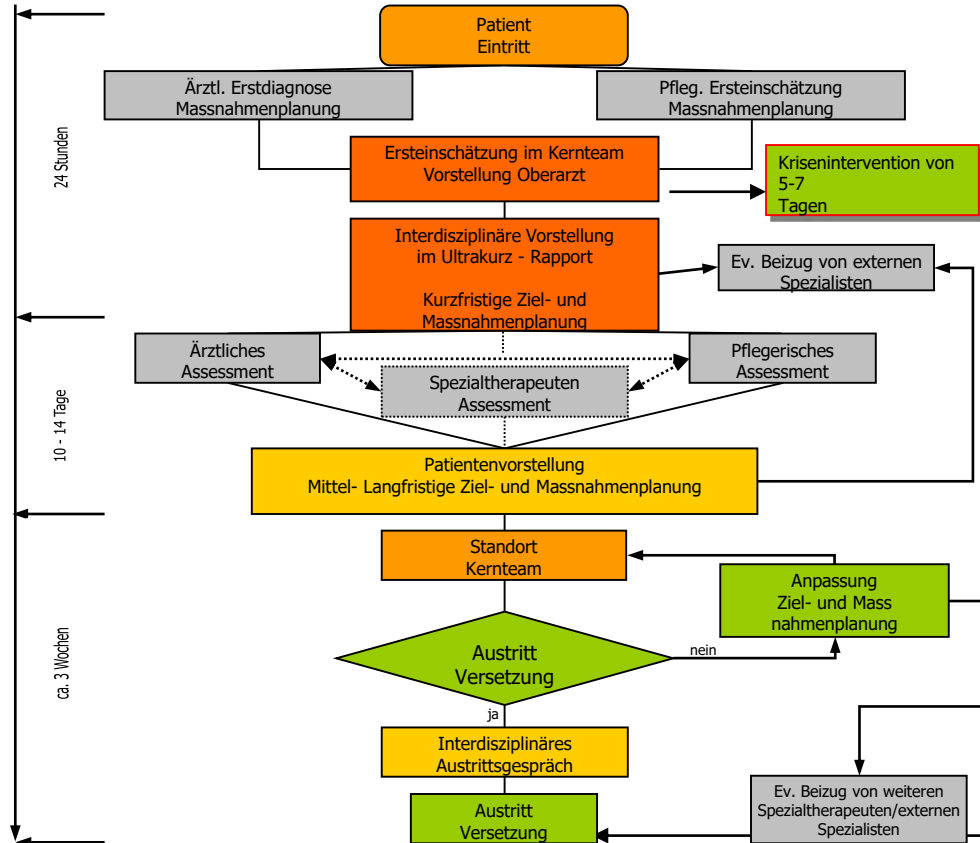 Patient
Eintritt
Ärztl. Erstdiagnose
Massnahmenplanung
Pfleg. Ersteinschätzung
Massnahmenplanung
24 Stunden
Ersteinschätzung im Kernteam
Vorstellung Oberarzt
Krisenintervention von
5-7
Tagen
Interdisziplinäre Vorstellung
im Ultrakurz - Rapport
Kurzfristige Ziel- und
Massnahmenplanung
Ev. Beizug von externen
Spezialisten
Ärztliches
Assessment
Pflegerisches
Assessment
Spezialtherapeuten
Assessment
10 - 14 Tage
Patientenvorstellung
Mittel- Langfristige Ziel- und Massnahmenplanung
Standort
Kernteam
Anpassung
Ziel- und Mass
nahmenplanung
ca. 3 Wochen
Austritt
Versetzung
nein
ja
Interdisziplinäres
Austrittsgespräch
Ev. Beizug von weiteren
Spezialtherapeuten/externen
Spezialisten
Austritt
Versetzung